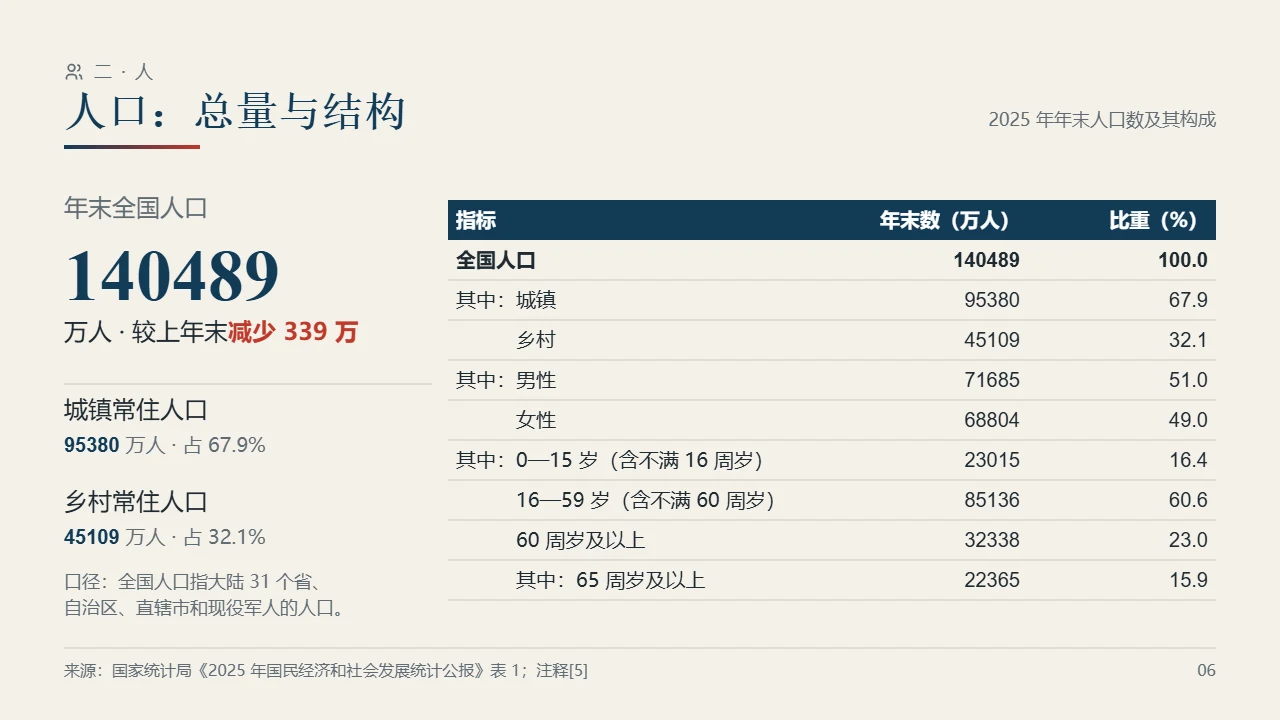 二 · 人
人口：总量与结构
2025 年年末人口数及其构成
年末全国人口
140489
万人 · 较上年末减少 339 万
城镇常住人口
95380 万人 · 占 67.9%
乡村常住人口
45109 万人 · 占 32.1%
口径：全国人口指大陆 31 个省、
自治区、直辖市和现役军人的人口。
指标 年末数（万人） 比重（%）
全国人口 140489 100.0
其中：城镇 95380 67.9
乡村 45109 32.1
其中：男性 71685 51.0
女性 68804 49.0
其中：0—15 岁（含不满 16 周岁） 23015 16.4
16—59 岁（含不满 60 周岁） 85136 60.6
60 周岁及以上 32338 23.0
其中：65 周岁及以上 22365 15.9
来源：国家统计局《2025 年国民经济和社会发展统计公报》表 1；注释[5]
06